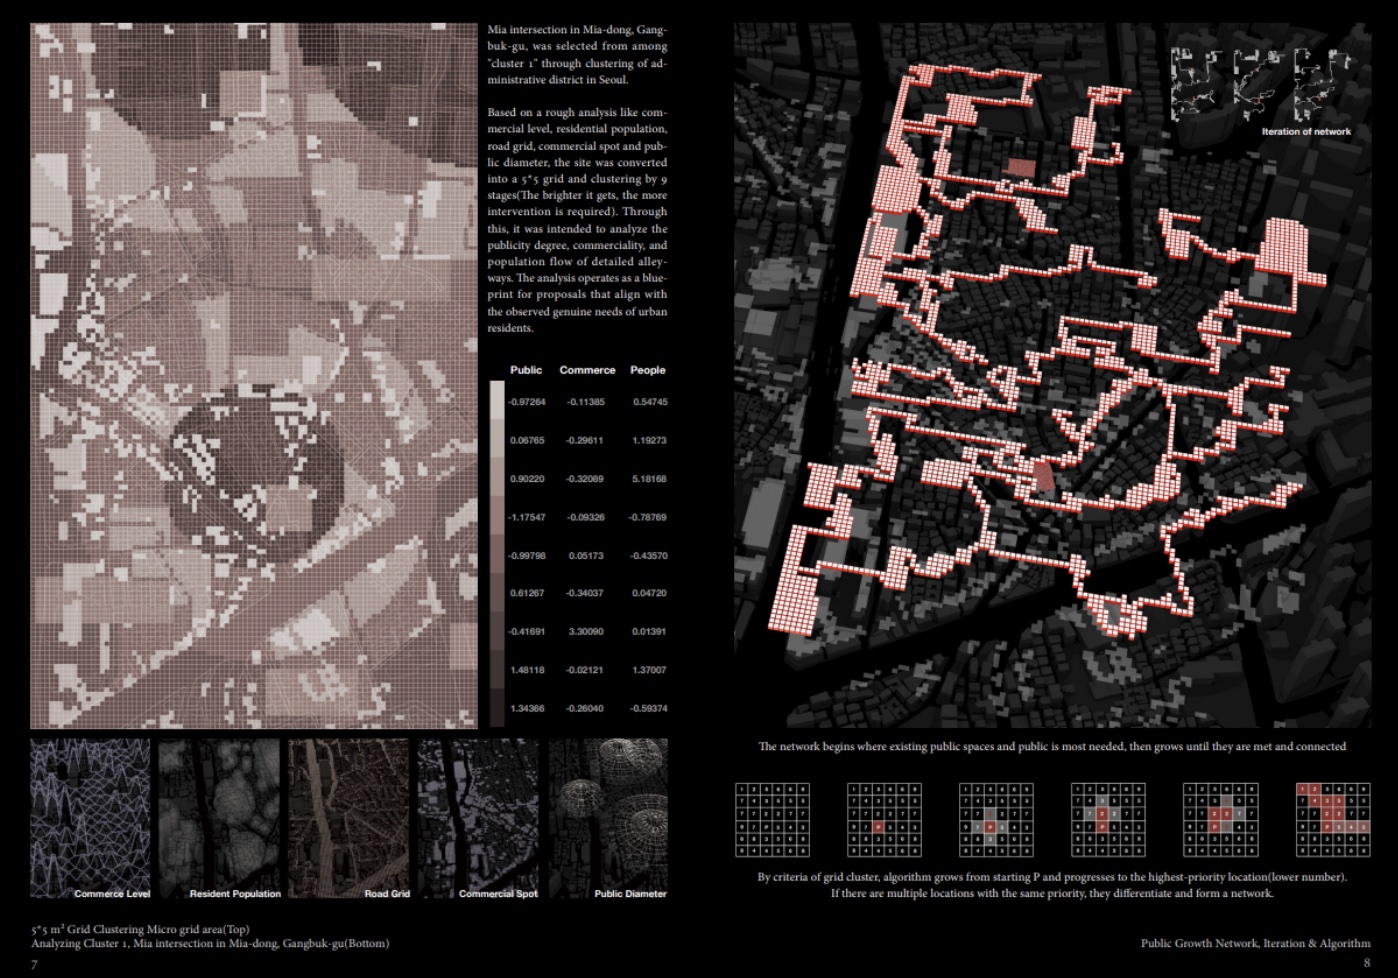 Mia intersection in Mia-dong, Gang-
buk-gu, was selected from among
"cluster 1" through clustering of ad-
ministrative district in Seoul.
Based on a rough analysis like com-
mercial level, residential population,
road grid, commercial spot and pub-
lic diameter, the site was converted
into a 5*5 grid and clustering by 9
stages(The brighter it gets, the more
intervention is required). Through
this, it was intended to analyze the
publicity degree, commerciality, and
population flow of detailed alley-
ways. The analysis operates as a blue-
print for proposals that align with
the observed genuine needs of urban
residents.
Public Commerce People
-0.97264 -0.11385 0.54745
0.06765 -0.29611 1.19273
0.90220 -0.32089 5.18168
-1.17547 -0.09326 -0.78769
-0.99798 0.05173 -0.43570
0.61267 -0.34037 0.04720
-0.41691 3.30090 0.01391
1.48118 -0.02121 1.37007
1.34366 -0.26040 -0.59374
Commerce Level
Resident Population
Road Grid
Commercial Spot
Public Diameter
5*5 m² Grid Clustering Micro grid area(Top)
Analyzing Cluster 1, Mia intersection in Mia-dong, Gangbuk-gu(Bottom)
7
Iteration of network
The network begins where existing public spaces and public is most needed, then grows until they are met and connected
By criteria of grid cluster, algorithm grows from starting P and progresses to the highest-priority location(lower number).
If there are multiple locations with the same priority, they differentiate and form a network.
Public Growth Network, Iteration & Algorithm
8